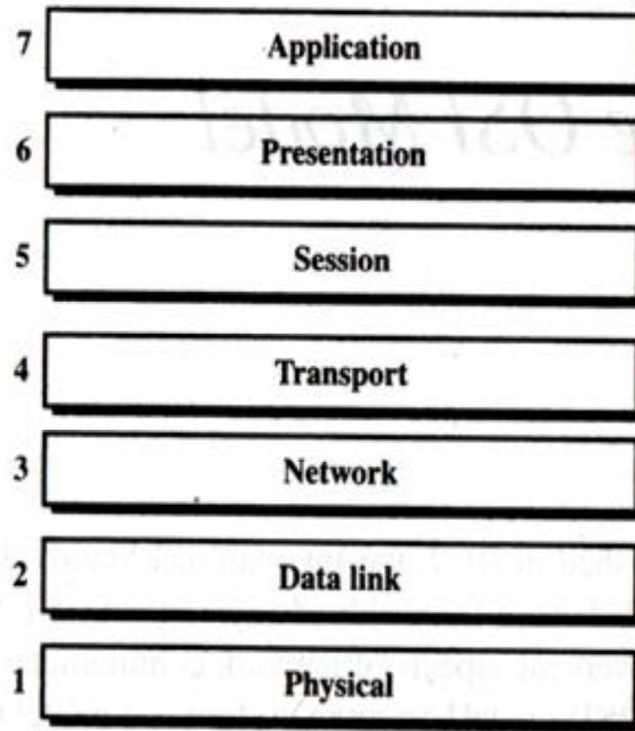 7 Application
6 Presentation
5 Session
4 Transport
3 Network
2 Data link
1 Physical